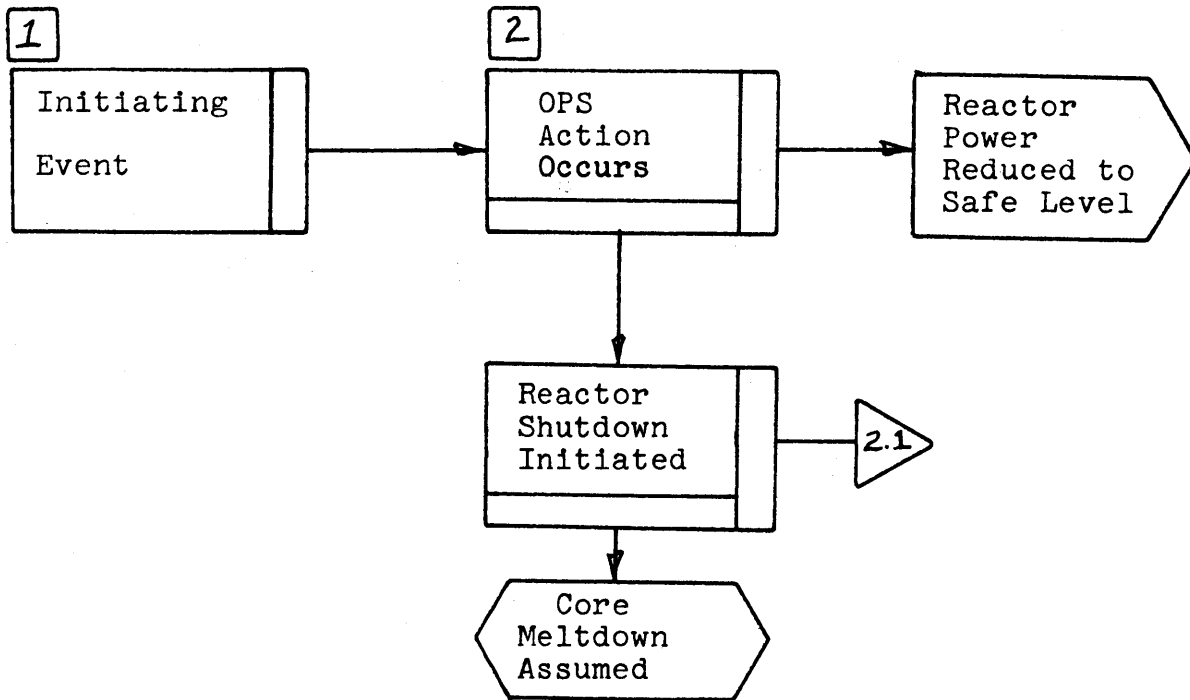 1
2
Initiating
Event
OPS
Action
Occurs
Reactor
Power
Reduced to
Safe Level
Reactor
Shutdown
Initiated
2.1
Core
Meltdown
Assumed